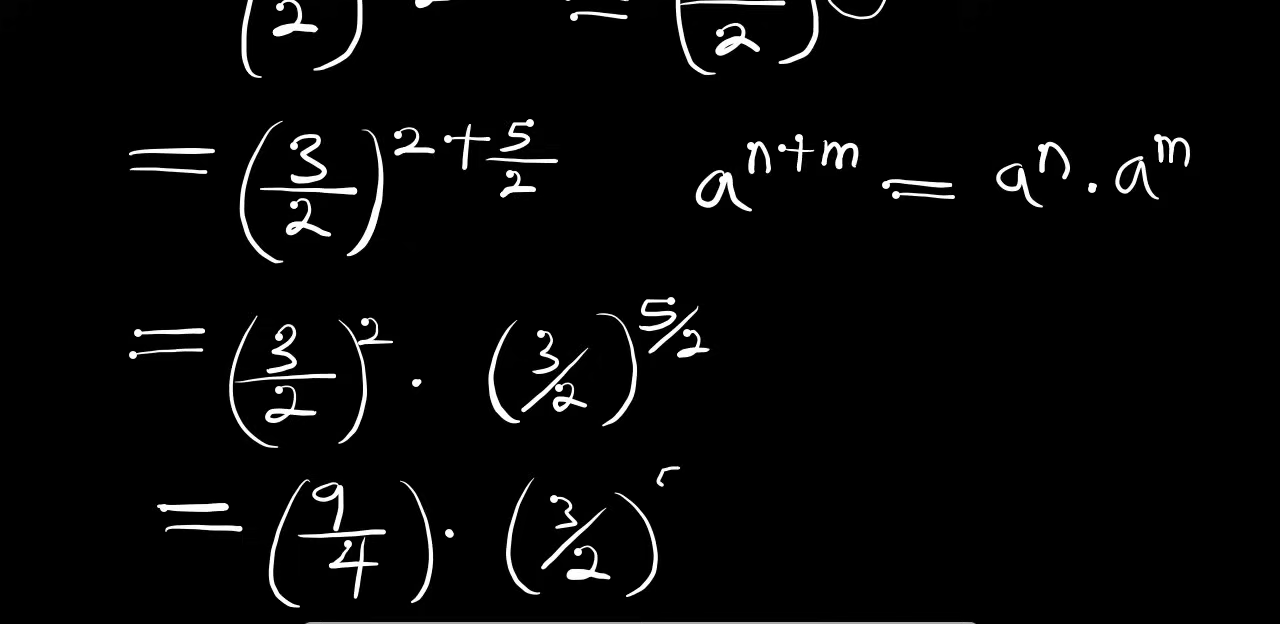 (3/2)^(2+5/2)   a^(n+m) = a^n · a^m
= (3/2)^2 · (3/2)^(5/2)
= (9/4) · (3/2)